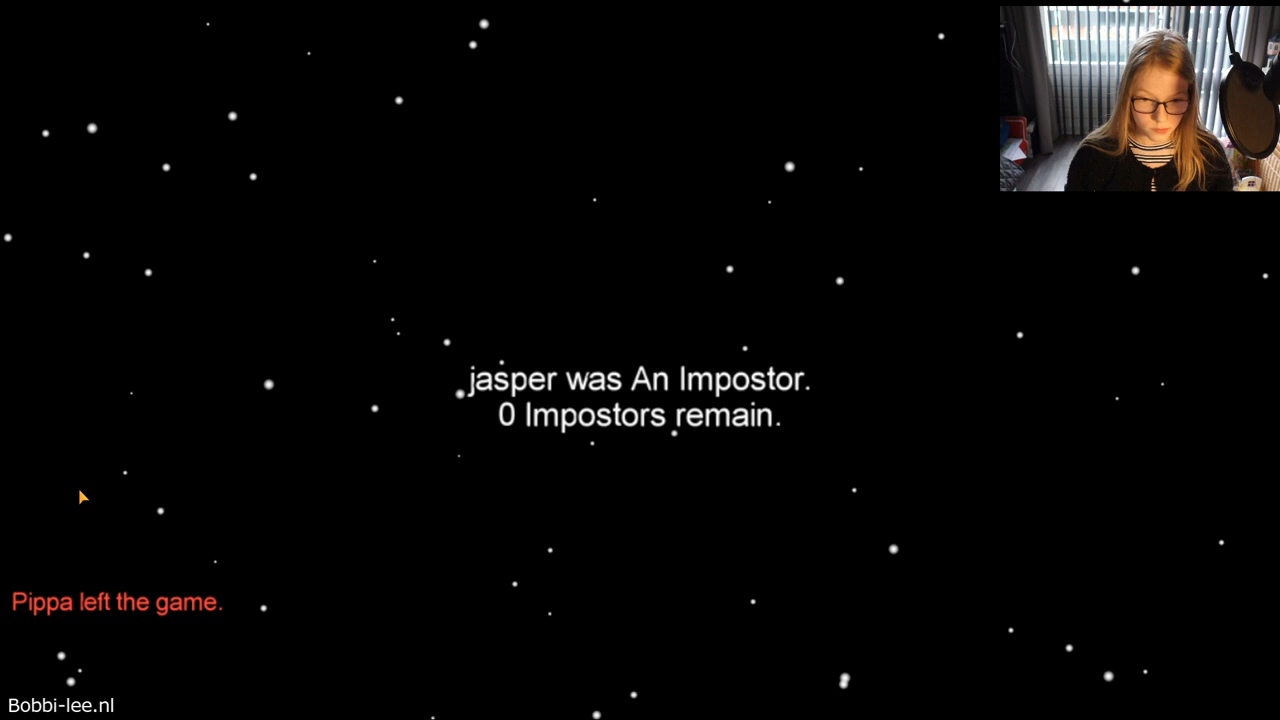 jasper was An Impostor.
0 Impostors remain.
Pippa left the game.
Bobbi-lee.nl